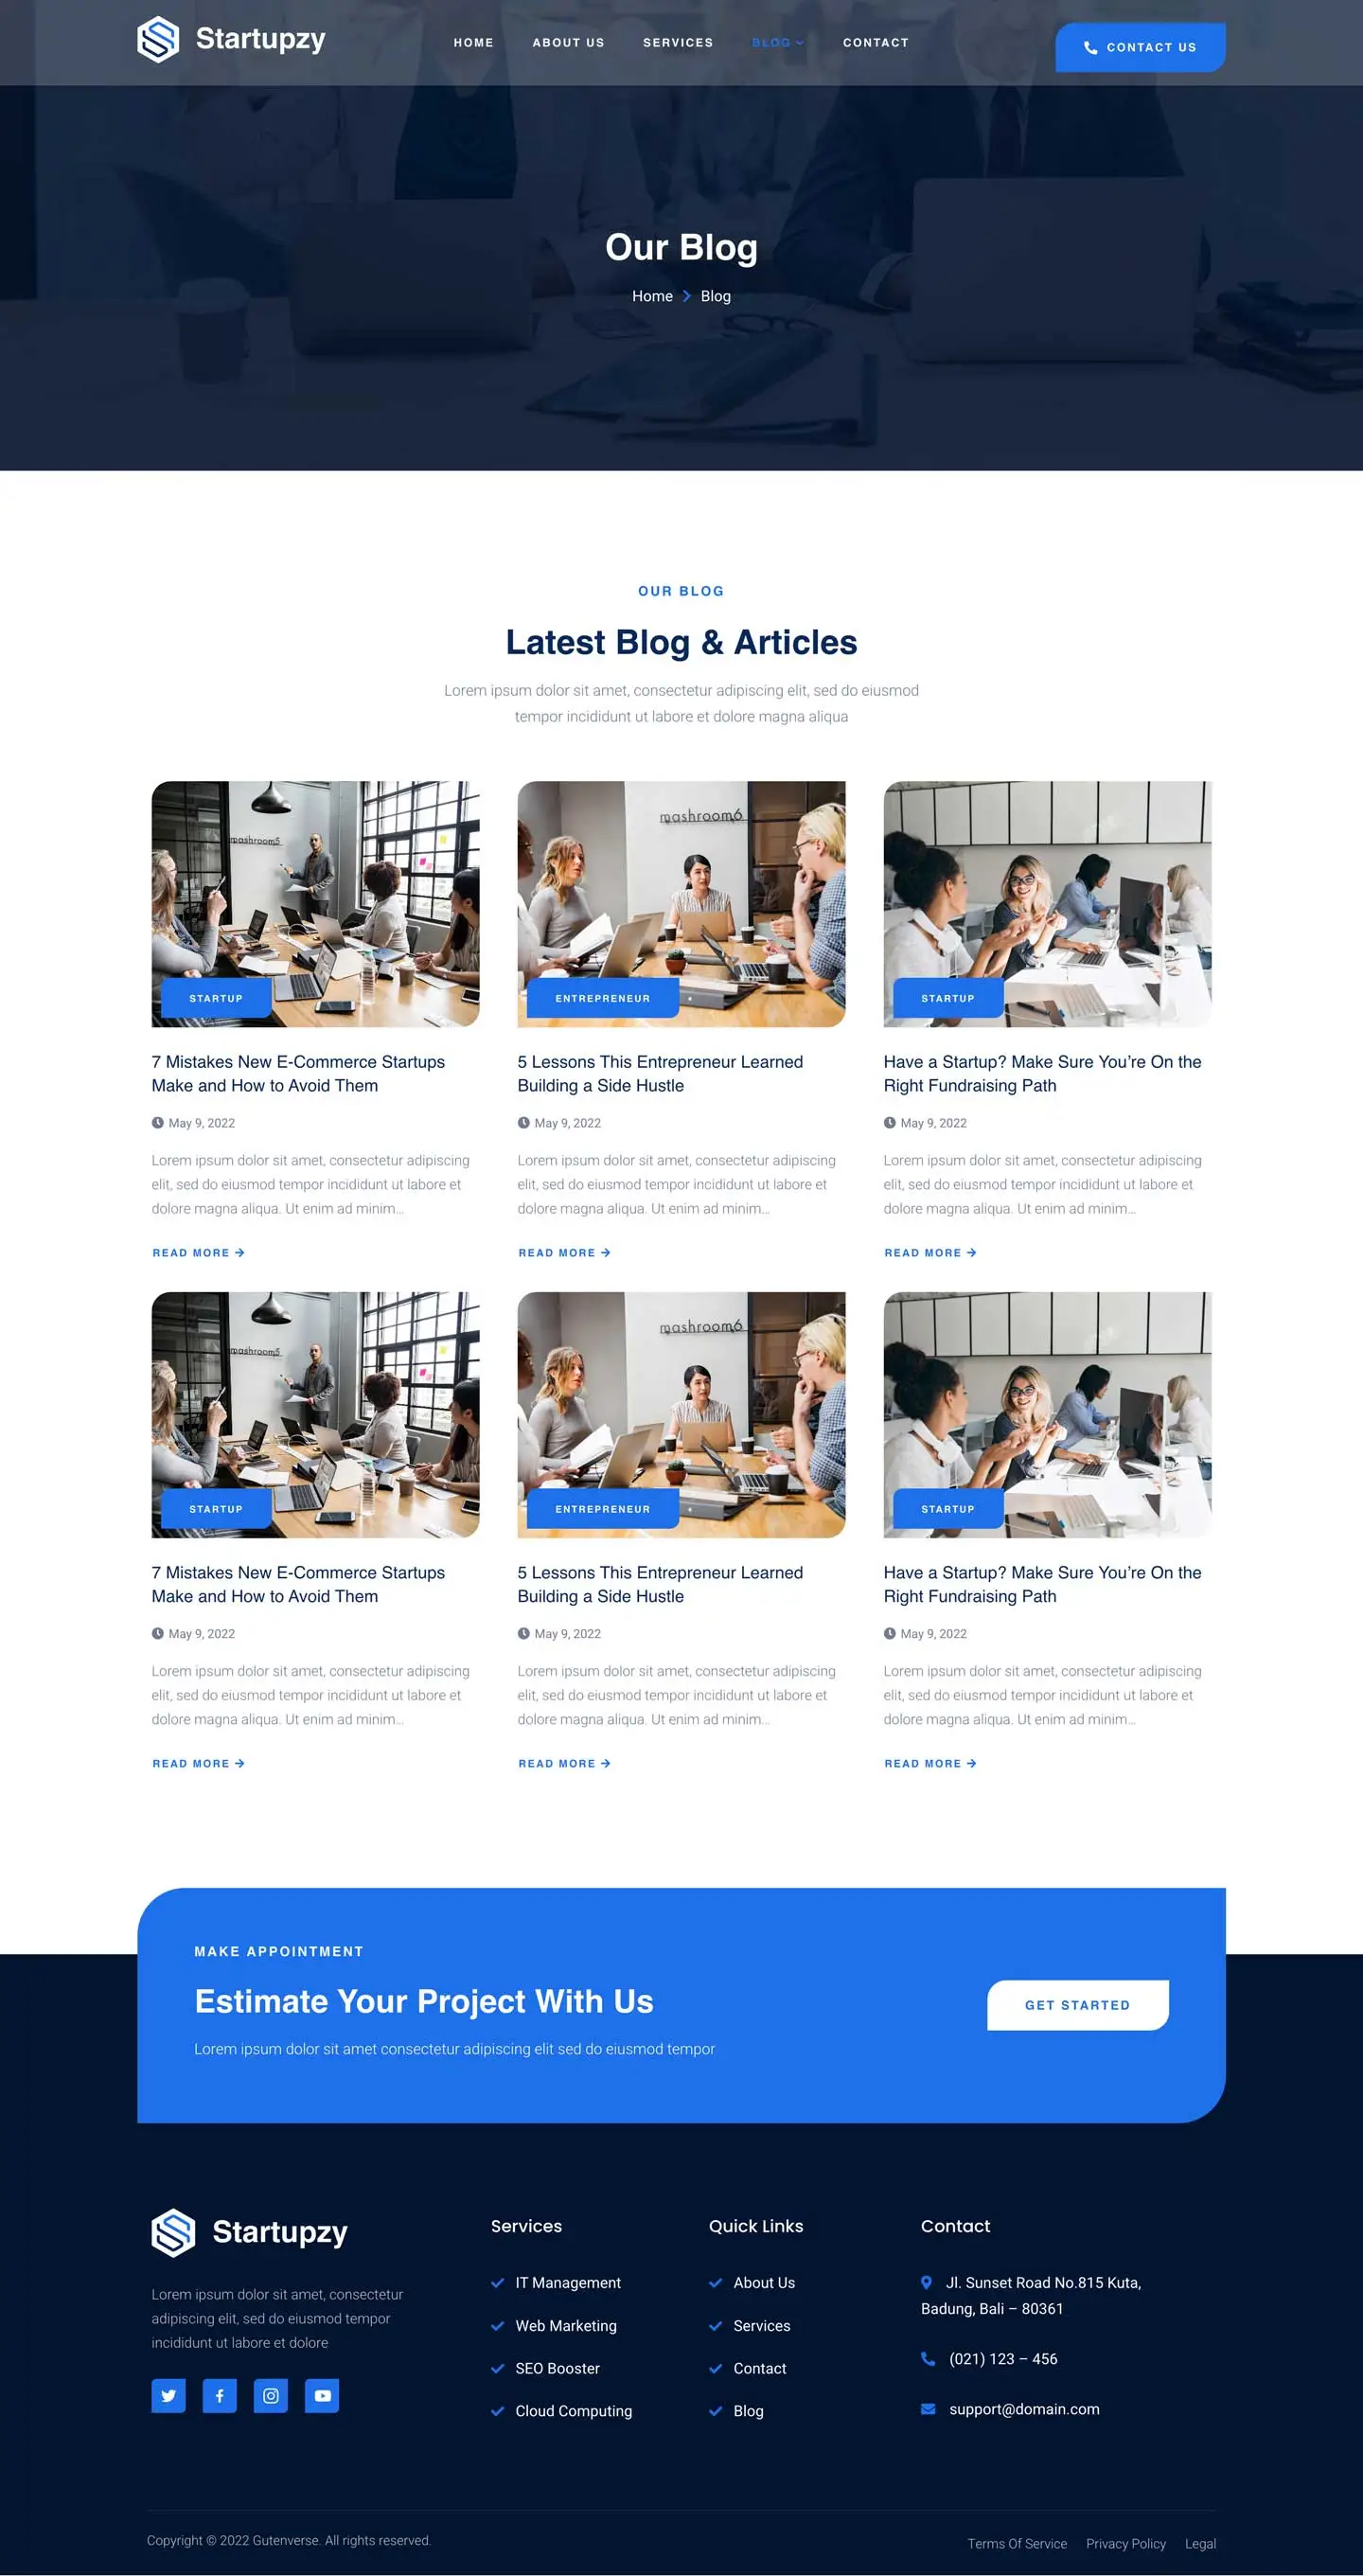 Startupzy
HOME
ABOUT US
SERVICES
BLOG
CONTACT
CONTACT US
Our Blog
Home
Blog
OUR BLOG
Latest Blog & Articles
Lorem ipsum dolor sit amet, consectetur adipiscing elit, sed do eiusmod
tempor incididunt ut labore et dolore magna aliqua
mashroom6
STARTUP
7 Mistakes New E-Commerce Startups
Make and How to Avoid Them
May 9, 2022
Lorem ipsum dolor sit amet, consectetur adipiscing
elit, sed do eiusmod tempor incididunt ut labore et
dolore magna aliqua. Ut enim ad minim...
READ MORE
mashroom6
ENTREPRENEUR
5 Lessons This Entrepreneur Learned
Building a Side Hustle
May 9, 2022
Lorem ipsum dolor sit amet, consectetur adipiscing
elit, sed do eiusmod tempor incididunt ut labore et
dolore magna aliqua. Ut enim ad minim...
READ MORE
STARTUP
Have a Startup? Make Sure You’re On the
Right Fundraising Path
May 9, 2022
Lorem ipsum dolor sit amet, consectetur adipiscing
elit, sed do eiusmod tempor incididunt ut labore et
dolore magna aliqua. Ut enim ad minim...
READ MORE
mashroom6
STARTUP
7 Mistakes New E-Commerce Startups
Make and How to Avoid Them
May 9, 2022
Lorem ipsum dolor sit amet, consectetur adipiscing
elit, sed do eiusmod tempor incididunt ut labore et
dolore magna aliqua. Ut enim ad minim...
READ MORE
mashroom6
ENTREPRENEUR
5 Lessons This Entrepreneur Learned
Building a Side Hustle
May 9, 2022
Lorem ipsum dolor sit amet, consectetur adipiscing
elit, sed do eiusmod tempor incididunt ut labore et
dolore magna aliqua. Ut enim ad minim...
READ MORE
STARTUP
Have a Startup? Make Sure You’re On the
Right Fundraising Path
May 9, 2022
Lorem ipsum dolor sit amet, consectetur adipiscing
elit, sed do eiusmod tempor incididunt ut labore et
dolore magna aliqua. Ut enim ad minim...
READ MORE
MAKE APPOINTMENT
Estimate Your Project With Us
Lorem ipsum dolor sit amet consectetur adipiscing elit sed do eiusmod tempor
GET STARTED
Startupzy
Lorem ipsum dolor sit amet, consectetur
adipiscing elit, sed do eiusmod tempor
incididunt ut labore et dolore
Services
IT Management
Web Marketing
SEO Booster
Cloud Computing
Quick Links
About Us
Services
Contact
Blog
Contact
Jl. Sunset Road No.815 Kuta,
Badung, Bali – 80361
(021) 123 – 456
support@domain.com
Copyright © 2022 Gutenverse. All rights reserved.
Terms Of Service
Privacy Policy
Legal